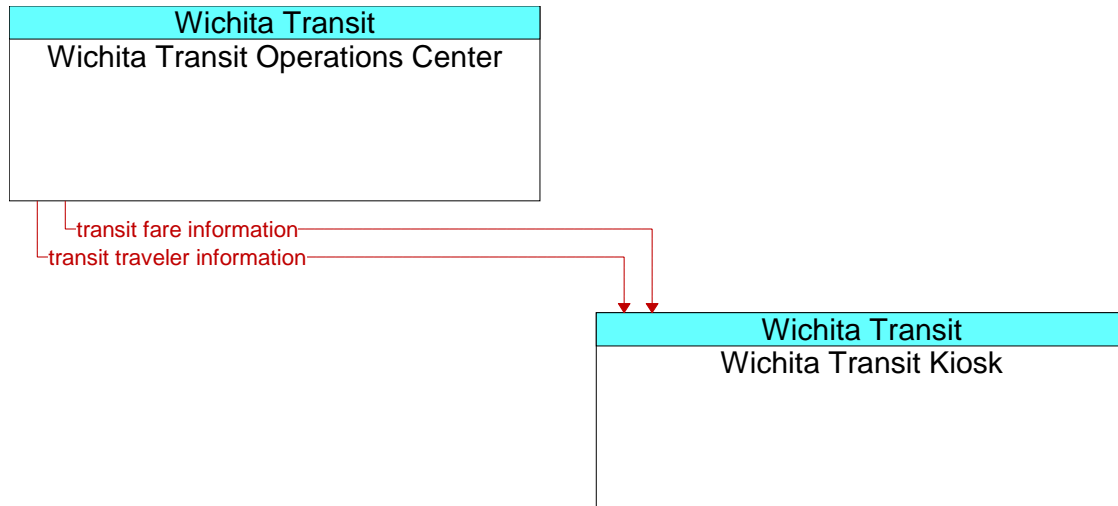 Wichita Transit
Wichita Transit Operations Center
transit fare information
transit traveler information
Wichita Transit
Wichita Transit Kiosk